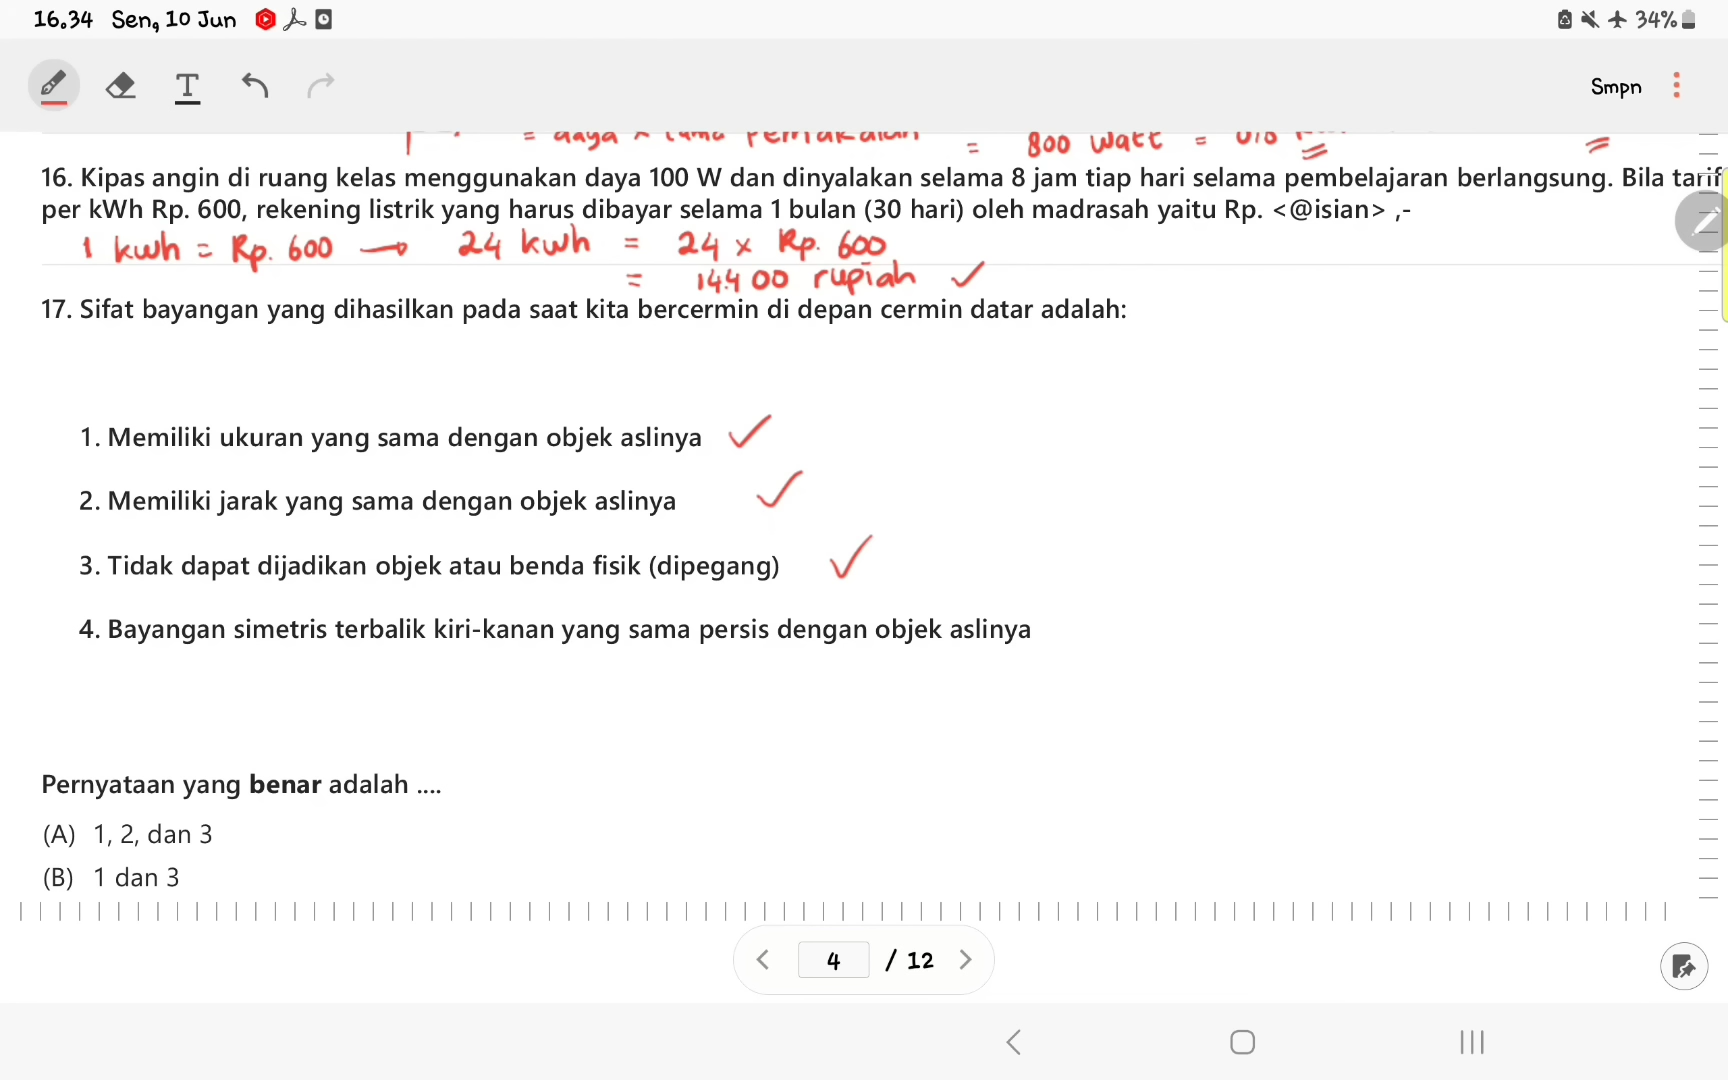 16.34 Sen, 10 Jun
34%
T
Smpn
= daya × lama pemakaian = 800 watt =
16. Kipas angin di ruang kelas menggunakan daya 100 W dan dinyalakan selama 8 jam tiap hari selama pembelajaran berlangsung. Bila tarif
per kWh Rp. 600, rekening listrik yang harus dibayar selama 1 bulan (30 hari) oleh madrasah yaitu Rp. <@isian> ,-
1 kwh = Rp. 600 → 24 kwh = 24 × Rp. 600
= 14.400 rupiah ✓
17. Sifat bayangan yang dihasilkan pada saat kita bercermin di depan cermin datar adalah:
1. Memiliki ukuran yang sama dengan objek aslinya ✓
2. Memiliki jarak yang sama dengan objek aslinya ✓
3. Tidak dapat dijadikan objek atau benda fisik (dipegang) ✓
4. Bayangan simetris terbalik kiri-kanan yang sama persis dengan objek aslinya
Pernyataan yang benar adalah ....
(A) 1, 2, dan 3
(B) 1 dan 3
4 / 12